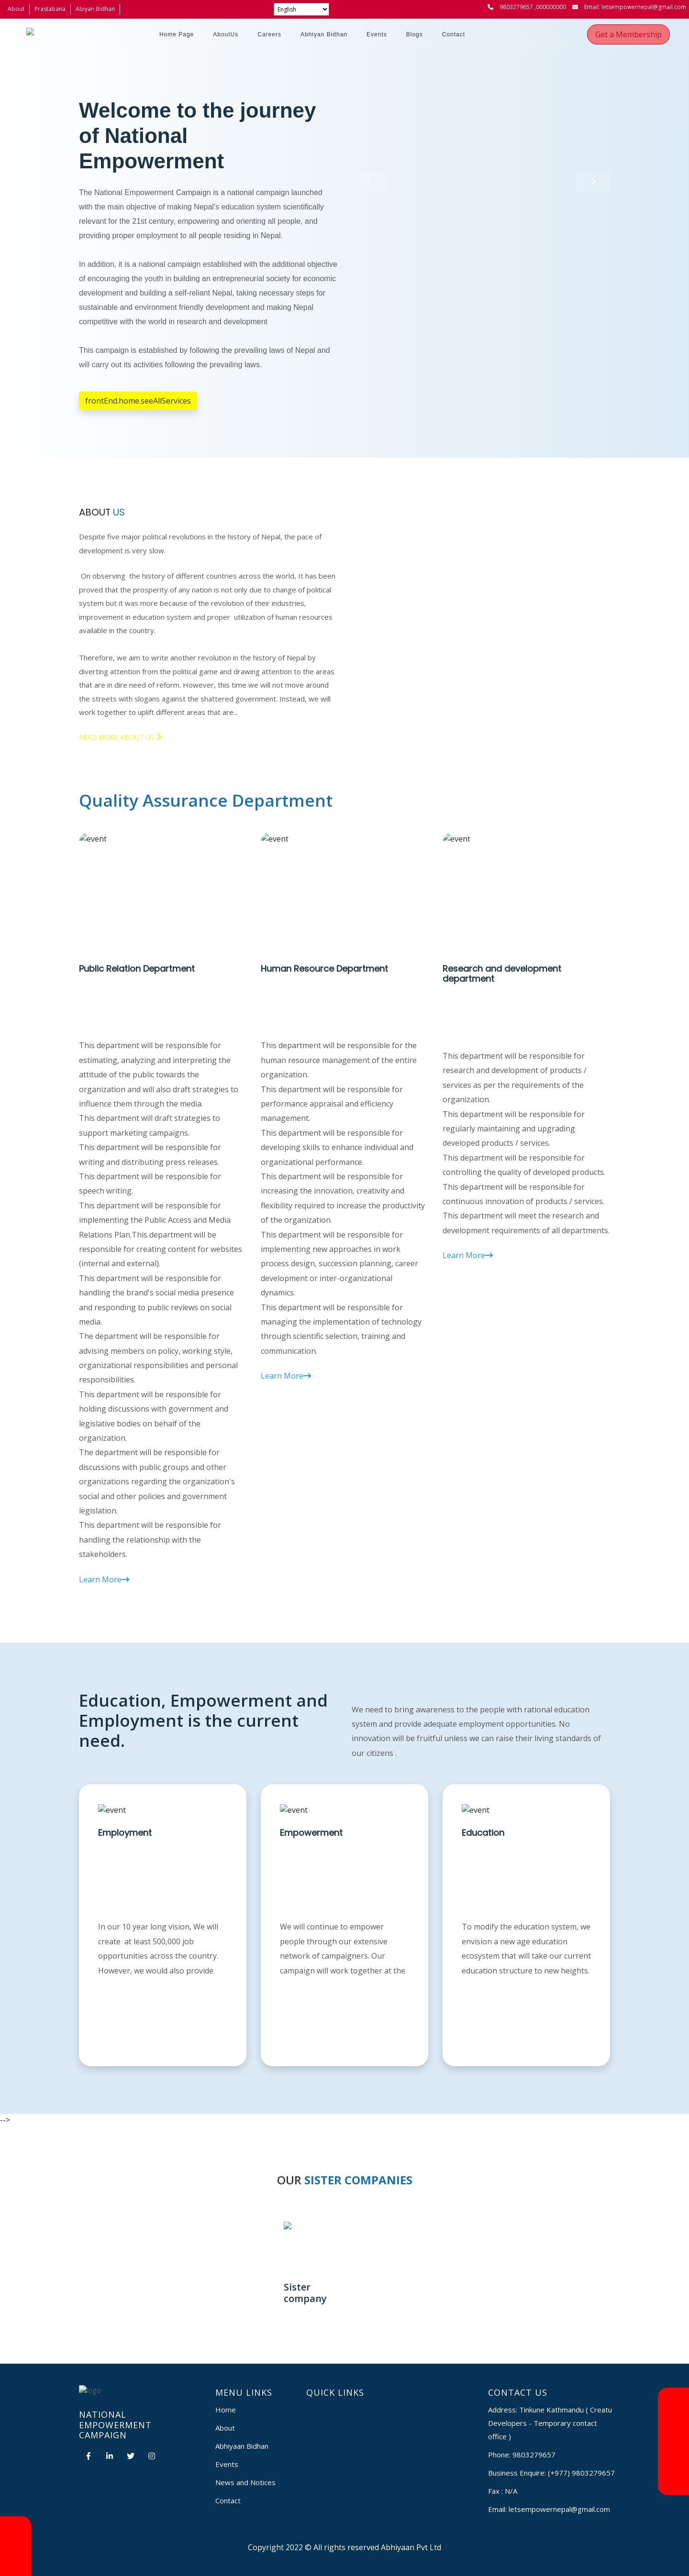 About
Prastabana
Abiyan Bidhan
English
9803279657 ,000000000
Email: letsempowernepal@gmail.com
Home Page
AboutUs
Careers
Abhiyan Bidhan
Events
Blogs
Contact
Get a Membership
Welcome to the journey
of National
Empowerment
The National Empowerment Campaign is a national campaign launched
with the main objective of making Nepal's education system scientifically
relevant for the 21st century, empowering and orienting all people, and
providing proper employment to all people residing in Nepal.
In addition, it is a national campaign established with the additional objective
of encouraging the youth in building an entrepreneurial society for economic
development and building a self-reliant Nepal, taking necessary steps for
sustainable and environment friendly development and making Nepal
competitive with the world in research and development
This campaign is established by following the prevailing laws of Nepal and
will carry out its activities following the prevailing laws.
frontEnd.home.seeAllServices
ABOUT US
Despite five major political revolutions in the history of Nepal, the pace of
development is very slow.
On observing the history of different countries across the world, It has been
proved that the prosperity of any nation is not only due to change of political
system but it was more because of the revolution of their industries,
improvement in education system and proper utilization of human resources
available in the country.
Therefore, we aim to write another revolution in the history of Nepal by
diverting attention from the political game and drawing attention to the areas
that are in dire need of reform. However, this time we will not move around
the streets with slogans against the shattered government. Instead, we will
work together to uplift different areas that are...
READ MORE ABOUT US
Quality Assurance Department
event
event
event
Public Relation Department
This department will be responsible for
estimating, analyzing and interpreting the
attitude of the public towards the
organization and will also draft strategies to
influence them through the media.
This department will draft strategies to
support marketing campaigns.
This department will be responsible for
writing and distributing press releases.
This department will be responsible for
speech writing.
This department will be responsible for
implementing the Public Access and Media
Relations Plan.This department will be
responsible for creating content for websites
(internal and external).
This department will be responsible for
handling the brand's social media presence
and responding to public reviews on social
media.
The department will be responsible for
advising members on policy, working style,
organizational responsibilities and personal
responsibilities.
This department will be responsible for
holding discussions with government and
legislative bodies on behalf of the
organization.
The department will be responsible for
discussions with public groups and other
organizations regarding the organization's
social and other policies and government
legislation.
This department will be responsible for
handling the relationship with the
stakeholders.
Learn More
Human Resource Department
This department will be responsible for the
human resource management of the entire
organization.
This department will be responsible for
performance appraisal and efficiency
management.
This department will be responsible for
developing skills to enhance individual and
organizational performance.
This department will be responsible for
increasing the innovation, creativity and
flexibility required to increase the productivity
of the organization.
This department will be responsible for
implementing new approaches in work
process design, succession planning, career
development or inter-organizational
dynamics.
This department will be responsible for
managing the implementation of technology
through scientific selection, training and
communication.
Learn More
Research and development
department
This department will be responsible for
research and development of products /
services as per the requirements of the
organization.
This department will be responsible for
regularly maintaining and upgrading
developed products / services.
This department will be responsible for
controlling the quality of developed products.
This department will be responsible for
continuous innovation of products / services.
This department will meet the research and
development requirements of all departments.
Learn More
Education, Empowerment and
Employment is the current
need.
We need to bring awareness to the people with rational education
system and provide adequate employment opportunities. No
innovation will be fruitful unless we can raise their living standards of
our citizens .
event
Employment
In our 10 year long vision, We will
create at least 500,000 job
opportunities across the country.
However, we would also provide
event
Empowerment
We will continue to empower
people through our extensive
network of campaigners. Our
campaign will work together at the
event
Education
To modify the education system, we
envision a new age education
ecosystem that will take our current
education structure to new heights.
-->
OUR SISTER COMPANIES
Sister
company
logo
NATIONAL
EMPOWERMENT
CAMPAIGN
MENU LINKS
Home
About
Abhiyaan Bidhan
Events
News and Notices
Contact
QUICK LINKS
CONTACT US
Address: Tinkune Kathmandu ( Creatu
Developers - Temporary contact
office )
Phone: 9803279657
Business Enquire: (+977) 9803279657
Fax : N/A
Email: letsempowernepal@gmail.com
Copyright 2022 © All rights reserved Abhiyaan Pvt Ltd